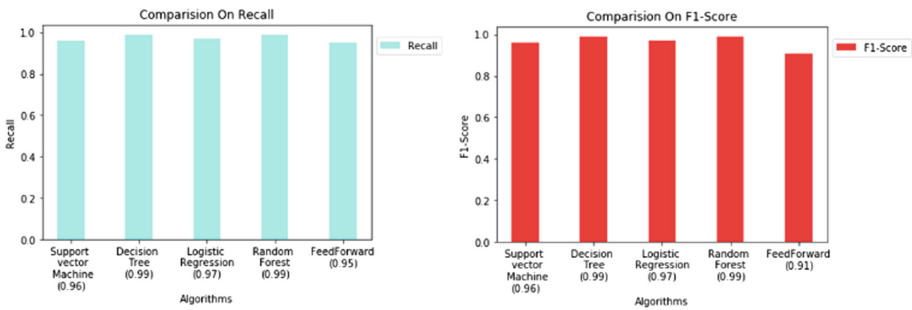 Comparision On Recall
1.0
0.8
0.6
0.4
0.2
0.0
Recall
Recall
Support
vector
Machine
(0.96)
Decision
Tree
(0.99)
Logistic
Regression
(0.97)
Random
Forest
(0.99)
FeedForward
(0.95)
Algorithms
Comparision On F1-Score
1.0
0.8
0.6
0.4
0.2
0.0
F1-Score
F1-Score
Support
vector
Machine
(0.96)
Decision
Tree
(0.99)
Logistic
Regression
(0.97)
Random
Forest
(0.99)
FeedForward
(0.91)
Algorithms